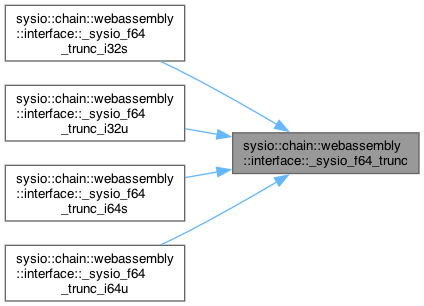 sysio::chain::webassembly
::interface::_sysio_f64
_trunc_i32s
sysio::chain::webassembly
::interface::_sysio_f64
_trunc_i32u
sysio::chain::webassembly
::interface::_sysio_f64_trunc
sysio::chain::webassembly
::interface::_sysio_f64
_trunc_i64s
sysio::chain::webassembly
::interface::_sysio_f64
_trunc_i64u